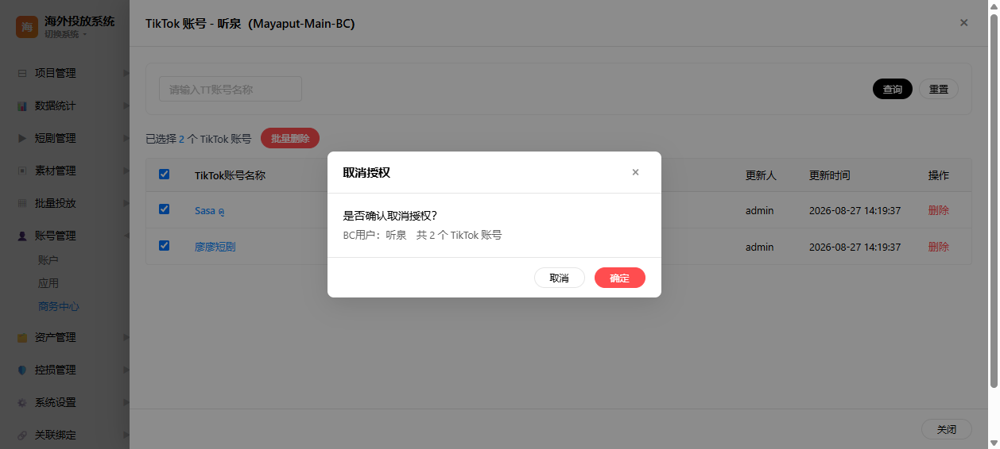 海
海外投放系统
切换系统
项目管理
数据统计
短剧管理
素材管理
批量投放
账号管理
账户
应用
商务中心
资产管理
控损管理
系统设置
关联绑定
TikTok 账号 - 听泉（Mayaput-Main-BC)
×
请输入TT账号名称
查询
重置
已选择 2 个 TikTok 账号
批量删除
TikTok账号名称
更新人
更新时间
操作
Sasa ดู
admin
2026-08-27 14:19:37
删除
廖廖短剧
admin
2026-08-27 14:19:37
删除
取消授权
×
是否确认取消授权？
BC用户：听泉 共 2 个 TikTok 账号
取消
确定
关闭